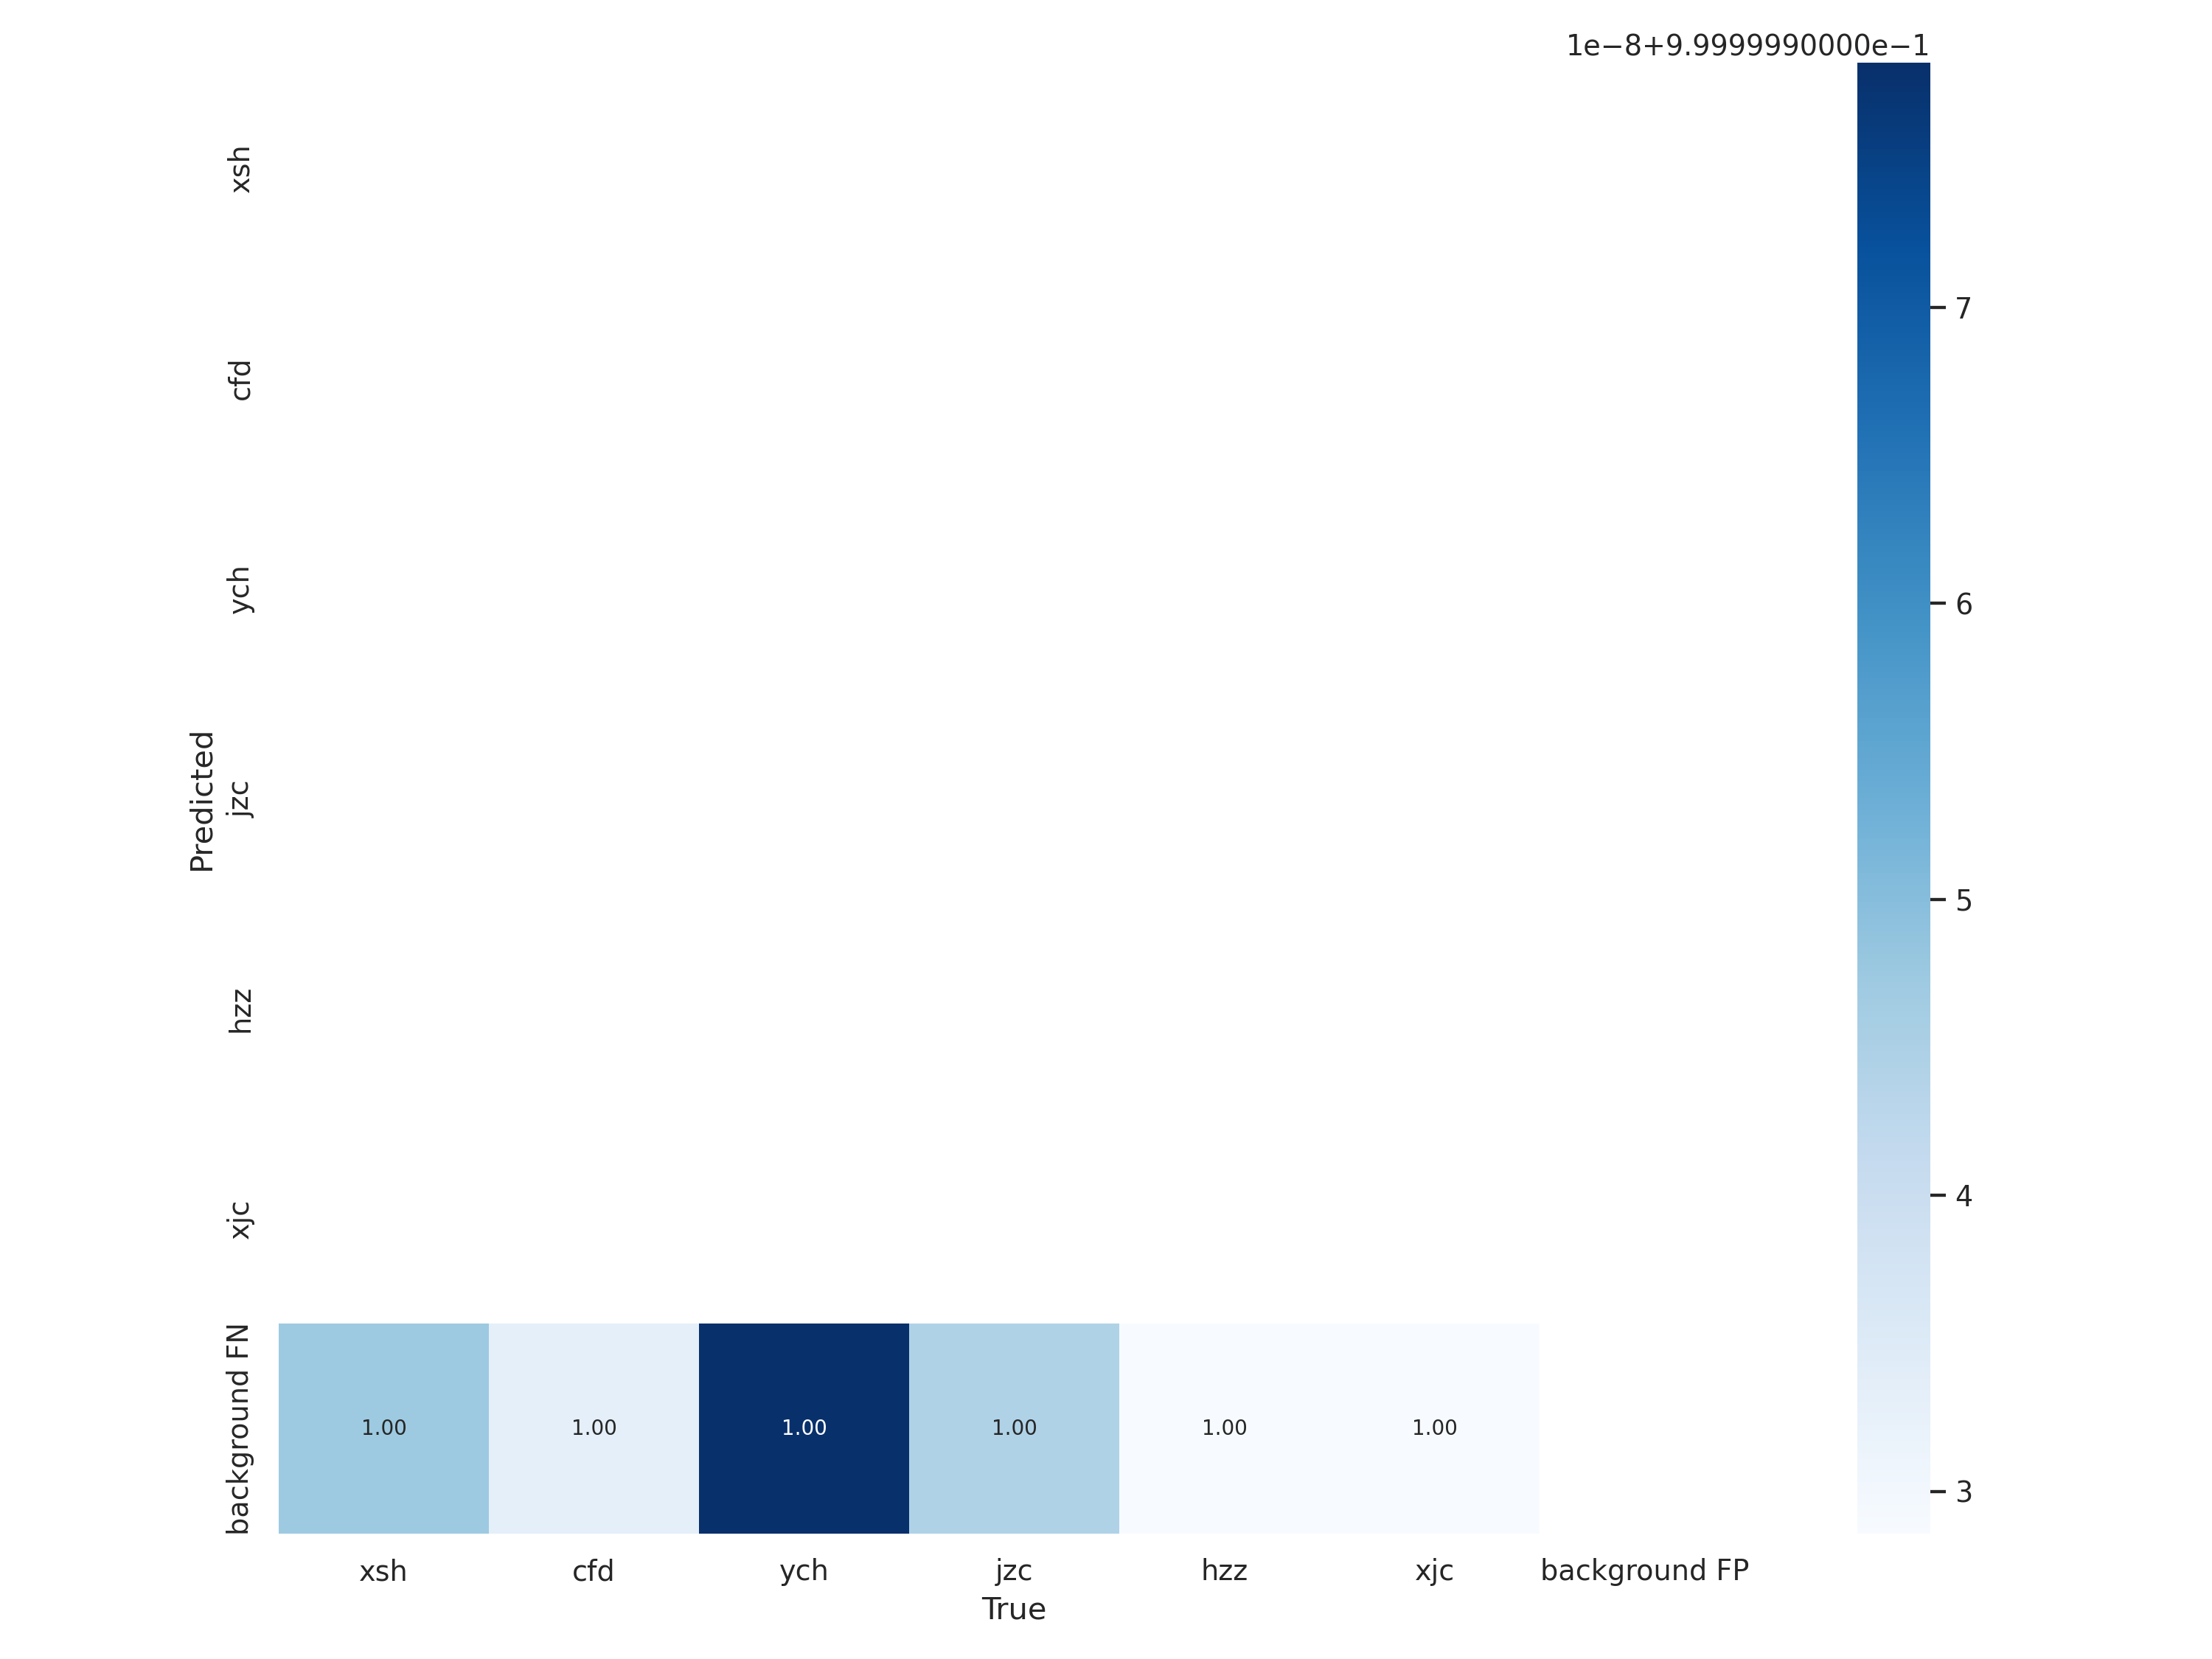 1e−8+9.9999990000e−1
7
6
5
4
3
Predicted
xsh
cfd
ych
jzc
hzz
xjc
background FN
1.00 1.00 1.00 1.00 1.00 1.00
xsh cfd ych jzc hzz xjc background FP
True